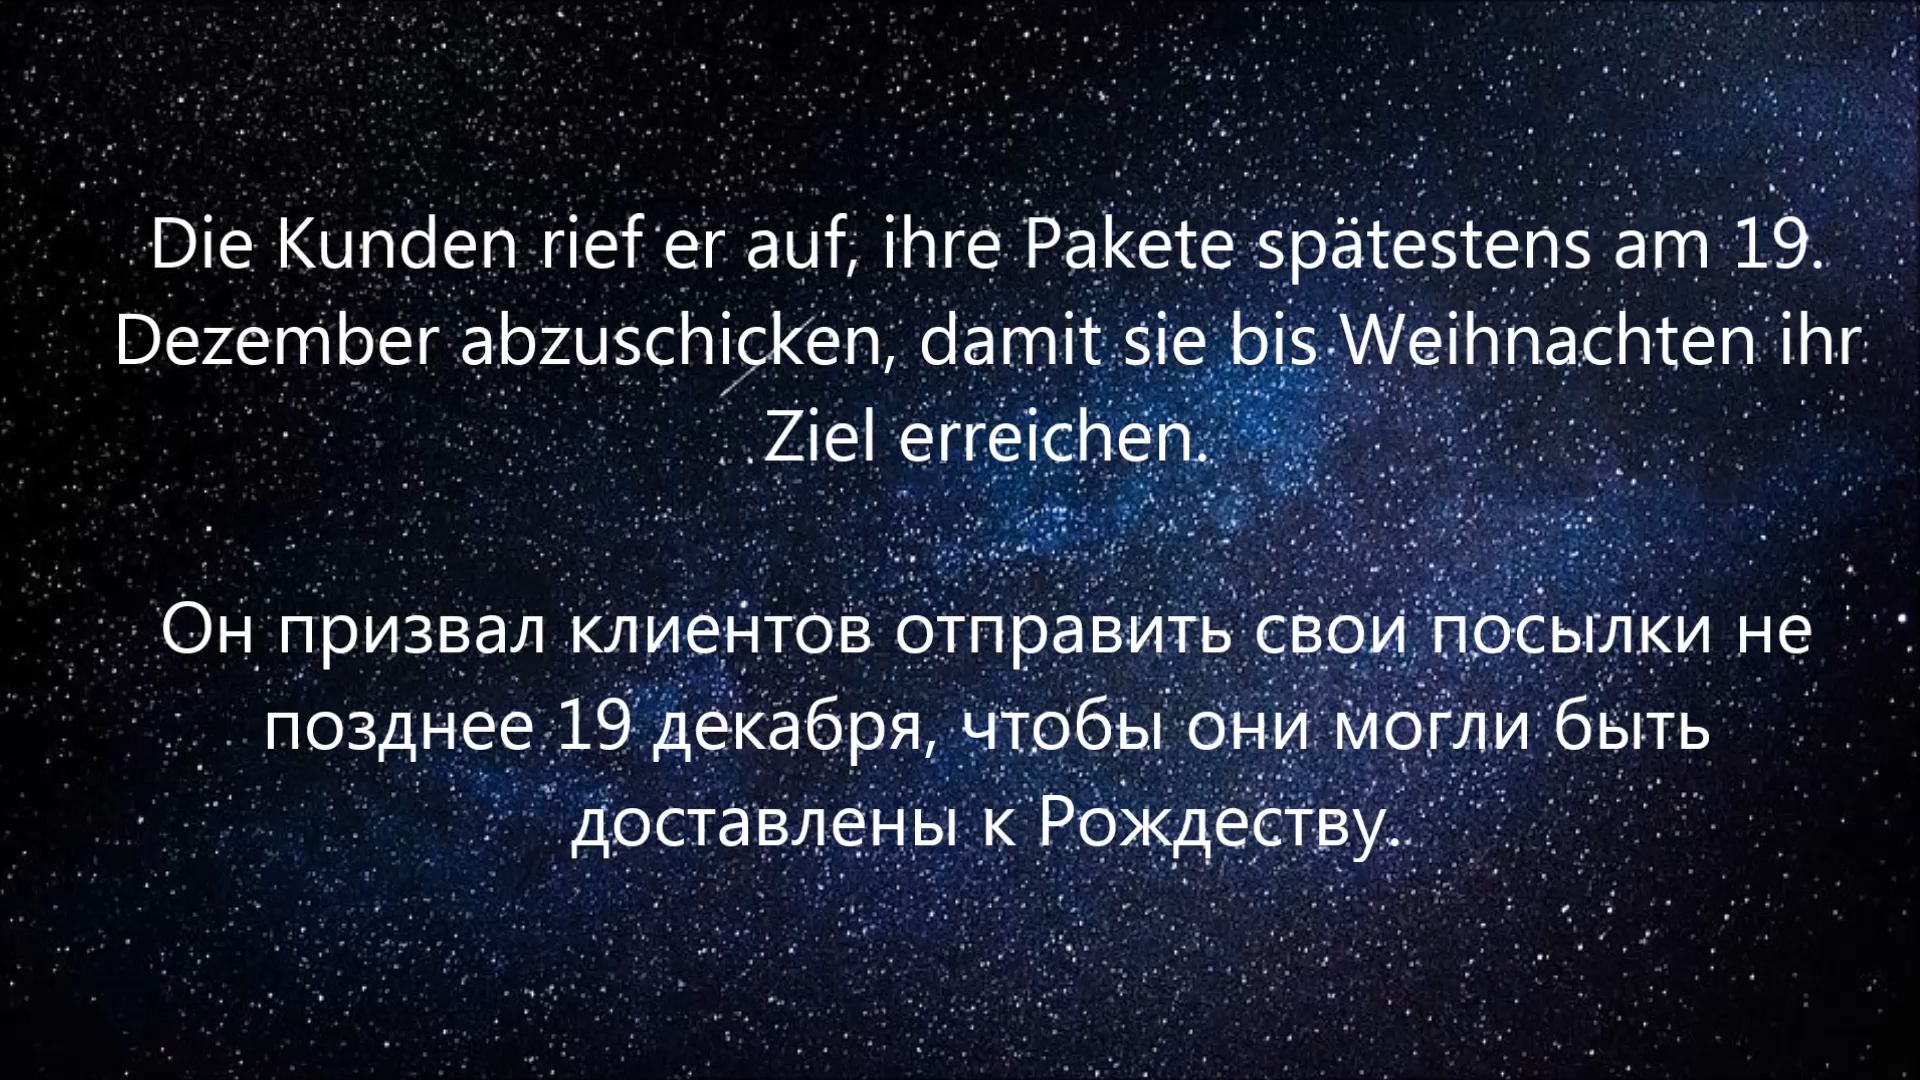 Die Kunden rief er auf, ihre Pakete spätestens am 19.
Dezember abzuschicken, damit sie bis Weihnachten ihr
Ziel erreichen.
Он призвал клиентов отправить свои посылки не
позднее 19 декабря, чтобы они могли быть
доставлены к Рождеству.